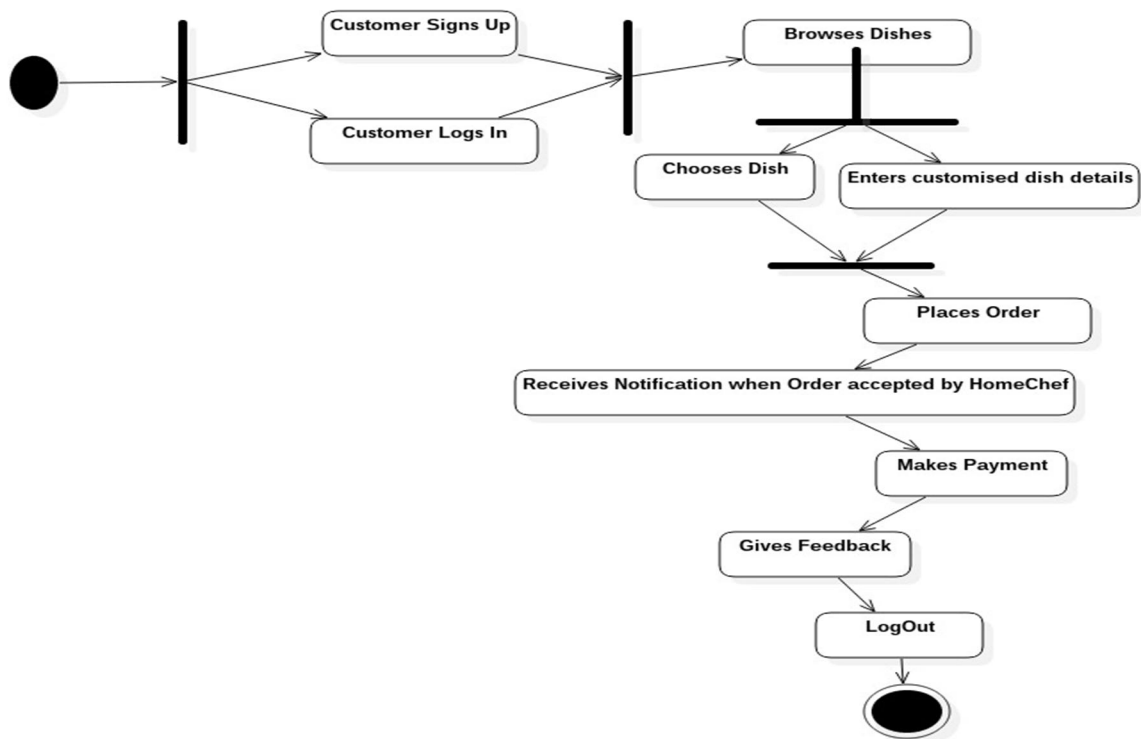 Customer Signs Up
Customer Logs In
Browses Dishes
Chooses Dish
Enters customised dish details
Places Order
Receives Notification when Order accepted by HomeChef
Makes Payment
Gives Feedback
LogOut